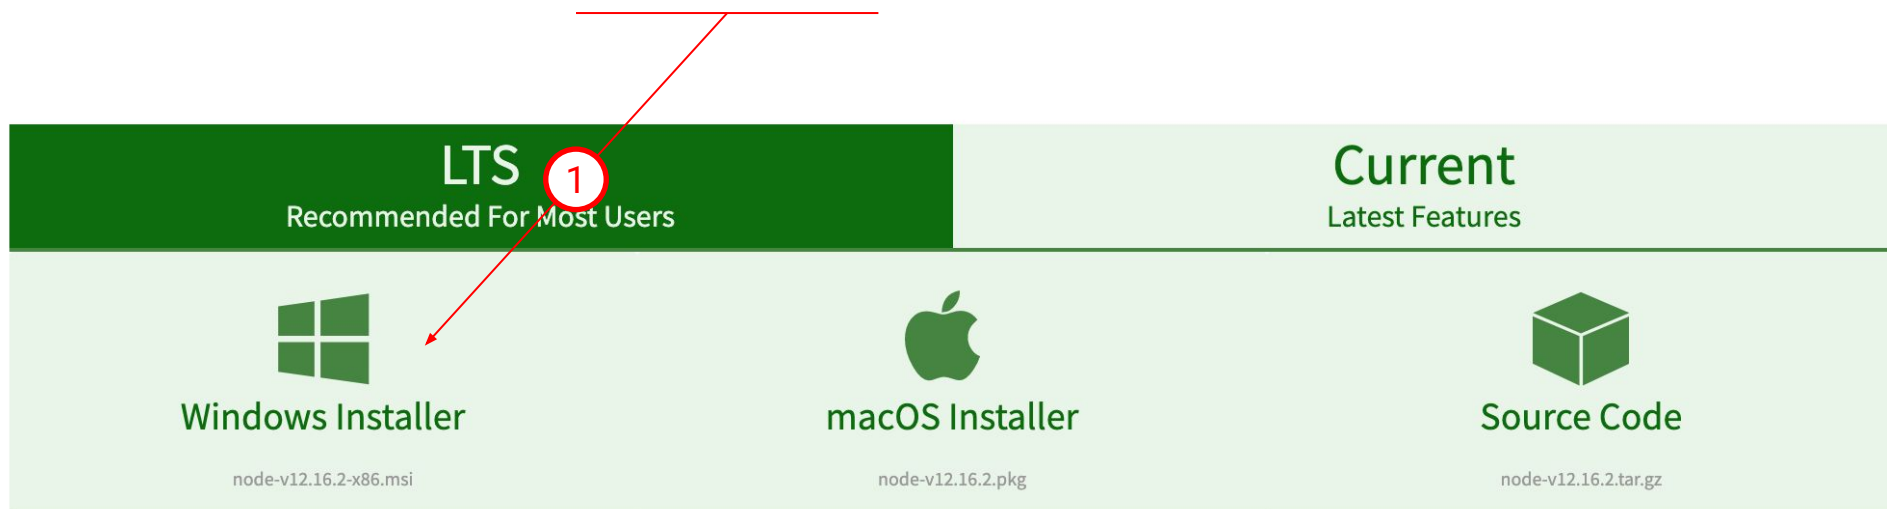 LTS
1
Recommended For Most Users
Current
Latest Features
Windows Installer
node-v12.16.2-x86.msi
macOS Installer
node-v12.16.2.pkg
Source Code
node-v12.16.2.tar.gz